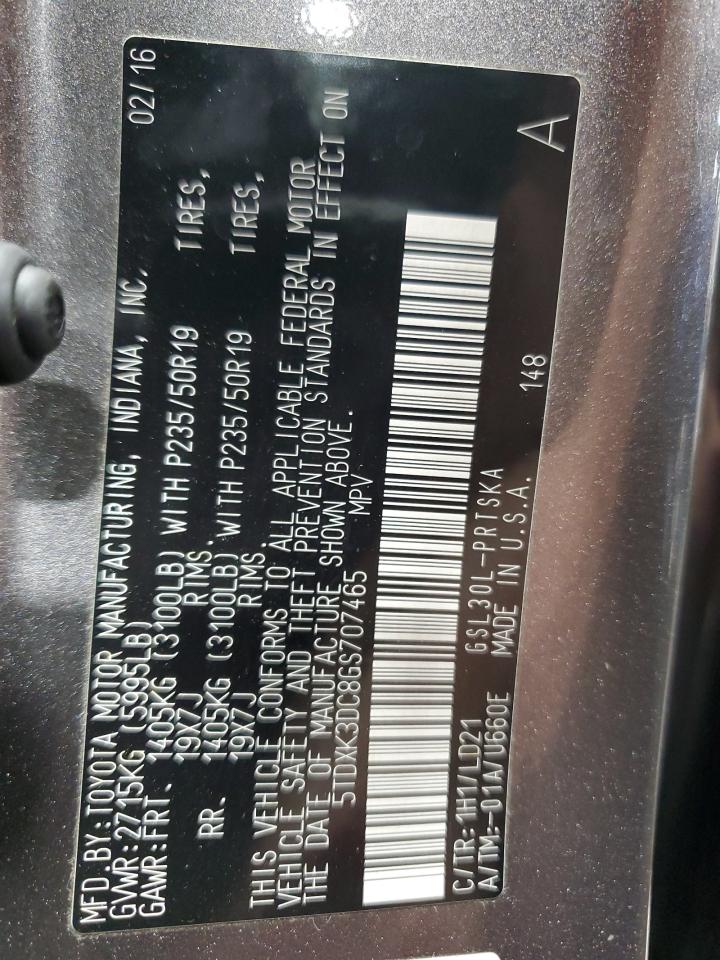 MFD.BY:TOYOTA MOTOR MANUFACTURING, INDIANA, INC. 02/16
GVWR:2715KG (5995LB)
GAWR:FRT. 1405KG (3100LB) WITH P235/50R19 TIRES,
19X7J RIMS.
RR. 1405KG (3100LB) WITH P235/50R19 TIRES,
19X7J RIMS.
THIS VEHICLE CONFORMS TO ALL APPLICABLE FEDERAL MOTOR
VEHICLE SAFETY AND THEFT PREVENTION STANDARDS IN EFFECT ON
THE DATE OF MANUFACTURE SHOWN ABOVE.
5TDXK3DC86S707465 MPV
C/TR:1H1/LD21 GSL30L-PRTSKA
A/TM:-01A/U660E MADE IN U.S.A. 148 A